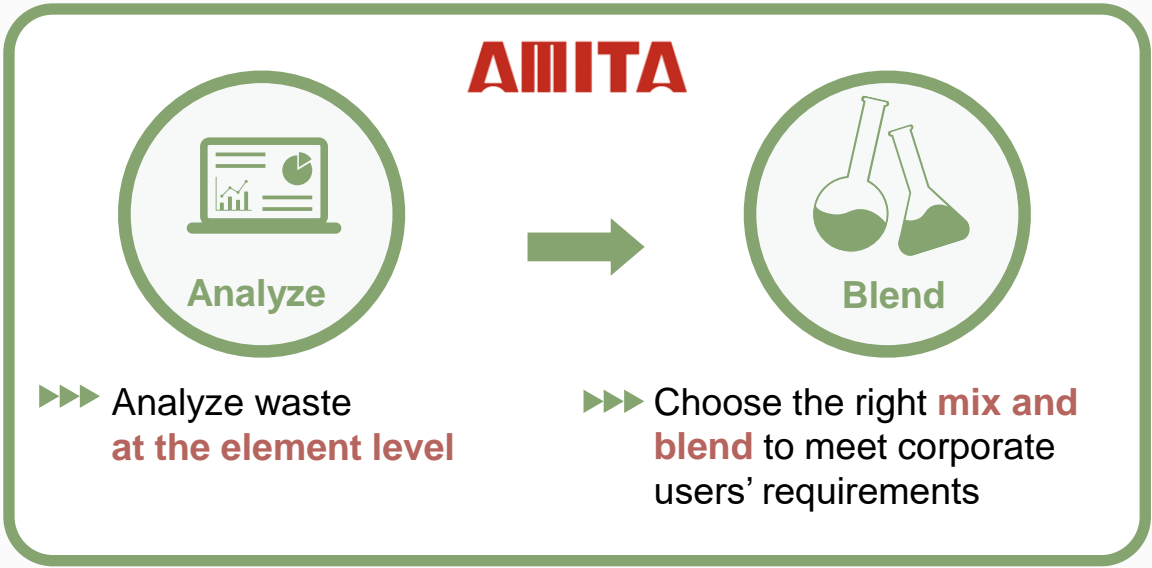 AMITA
Analyze
Blend
Analyze waste
at the element level
Choose the right mix and
blend to meet corporate
users’ requirements